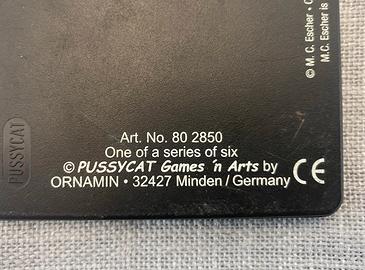 © M. C. Escher •
M.C. Escher is
PUSSYCAT
Art. No. 80 2850
One of a series of six
© PUSSYCAT Games 'n Arts by
ORNAMIN • 32427 Minden / Germany CE